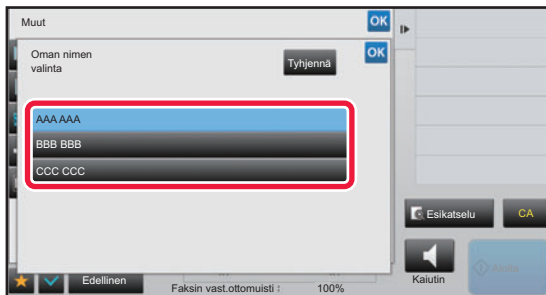 Muut
OK
Oman nimen
valinta
Tyhjennä
OK
AAA AAA
BBB BBB
CCC CCC
Esikatselu
CA
Edellinen
Faksin vast.ottomuisti :
100%
Kaiutin
Aloita